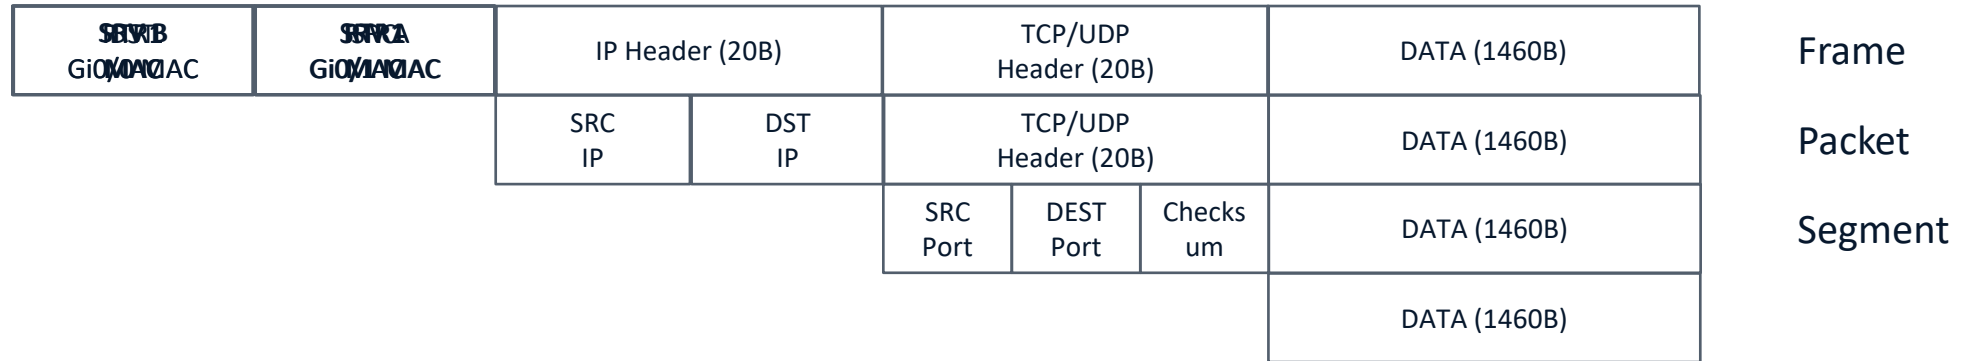 IP Header (20B)
TCP/UDP
Header (20B)
DATA (1460B)
Frame
SRC
IP
DST
IP
TCP/UDP
Header (20B)
DATA (1460B)
Packet
SRC
Port
DEST
Port
Checks
um
DATA (1460B)
Segment
DATA (1460B)